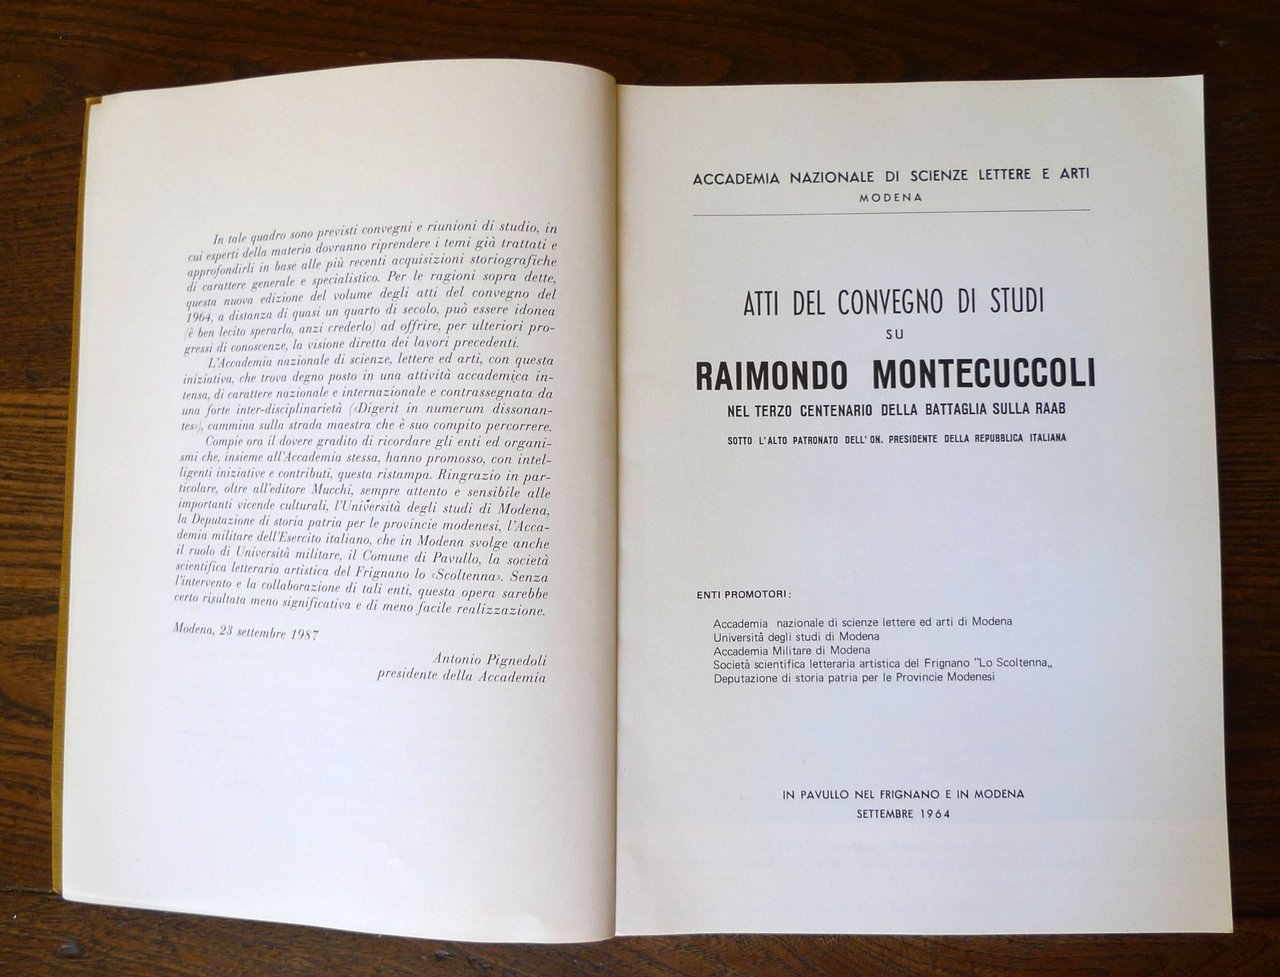 In tale quadro sono previsti convegni e riunioni di studio, in
cui esperti della materia dovranno riprendere i temi già trattati e
approfondirli in base alle più recenti acquisizioni storiografiche
di carattere generale e specialistico. Per le ragioni sopra dette,
questa nuova edizione del volume degli atti del convegno del
1964, a distanza di quasi un quarto di secolo, può essere idonea
(è ben lecito sperarlo, anzi crederlo) ad offrire, per ulteriori pro-
gressi di conoscenze, la visione diretta dei lavori precedenti.
L'Accademia nazionale di scienze, lettere ed arti, con questa
iniziativa, che trova degno posto in una attività accademica in-
tensa, di carattere nazionale e internazionale e contrassegnata da
una forte inter-disciplinarietà («Digerit in numerum dissonan-
tes»), cammina sulla strada maestra che è suo compito percorrere.
Compie ora il dovere gradito di ricordare gli enti ed organi-
smi che, insieme all'Accademia stessa, hanno promosso, con intel-
ligenti iniziative e contributi, questa ristampa. Ringrazio in par-
ticolare, oltre all'editore Mucchi, sempre attento e sensibile alle
importanti vicende culturali, l'Università degli studi di Modena,
la Deputazione di storia patria per le provincie modenesi, l'Acca-
demia militare dell'Esercito italiano, che in Modena svolge anche
il ruolo di Università militare, il Comune di Pavullo, la società
scientifica letteraria artistica del Frignano lo «Scoltenna». Senza
l'intervento e la collaborazione di tali enti, questa opera sarebbe
certo risultata meno significativa e di meno facile realizzazione.
Modena, 23 settembre 1987
Antonio Pignedoli
presidente della Accademia
ACCADEMIA NAZIONALE DI SCIENZE LETTERE E ARTI
MODENA
ATTI DEL CONVEGNO DI STUDI
SU
RAIMONDO MONTECUCCOLI
NEL TERZO CENTENARIO DELLA BATTAGLIA SULLA RAAB
SOTTO L'ALTO PATRONATO DELL'ON. PRESIDENTE DELLA REPUBBLICA ITALIANA
ENTI PROMOTORI:
Accademia nazionale di scienze lettere ed arti di Modena
Università degli studi di Modena
Accademia Militare di Modena
Società scientifica letteraria artistica del Frignano "Lo Scoltenna„
Deputazione di storia patria per le Provincie Modenesi
IN PAVULLO NEL FRIGNANO E IN MODENA
SETTEMBRE 1964